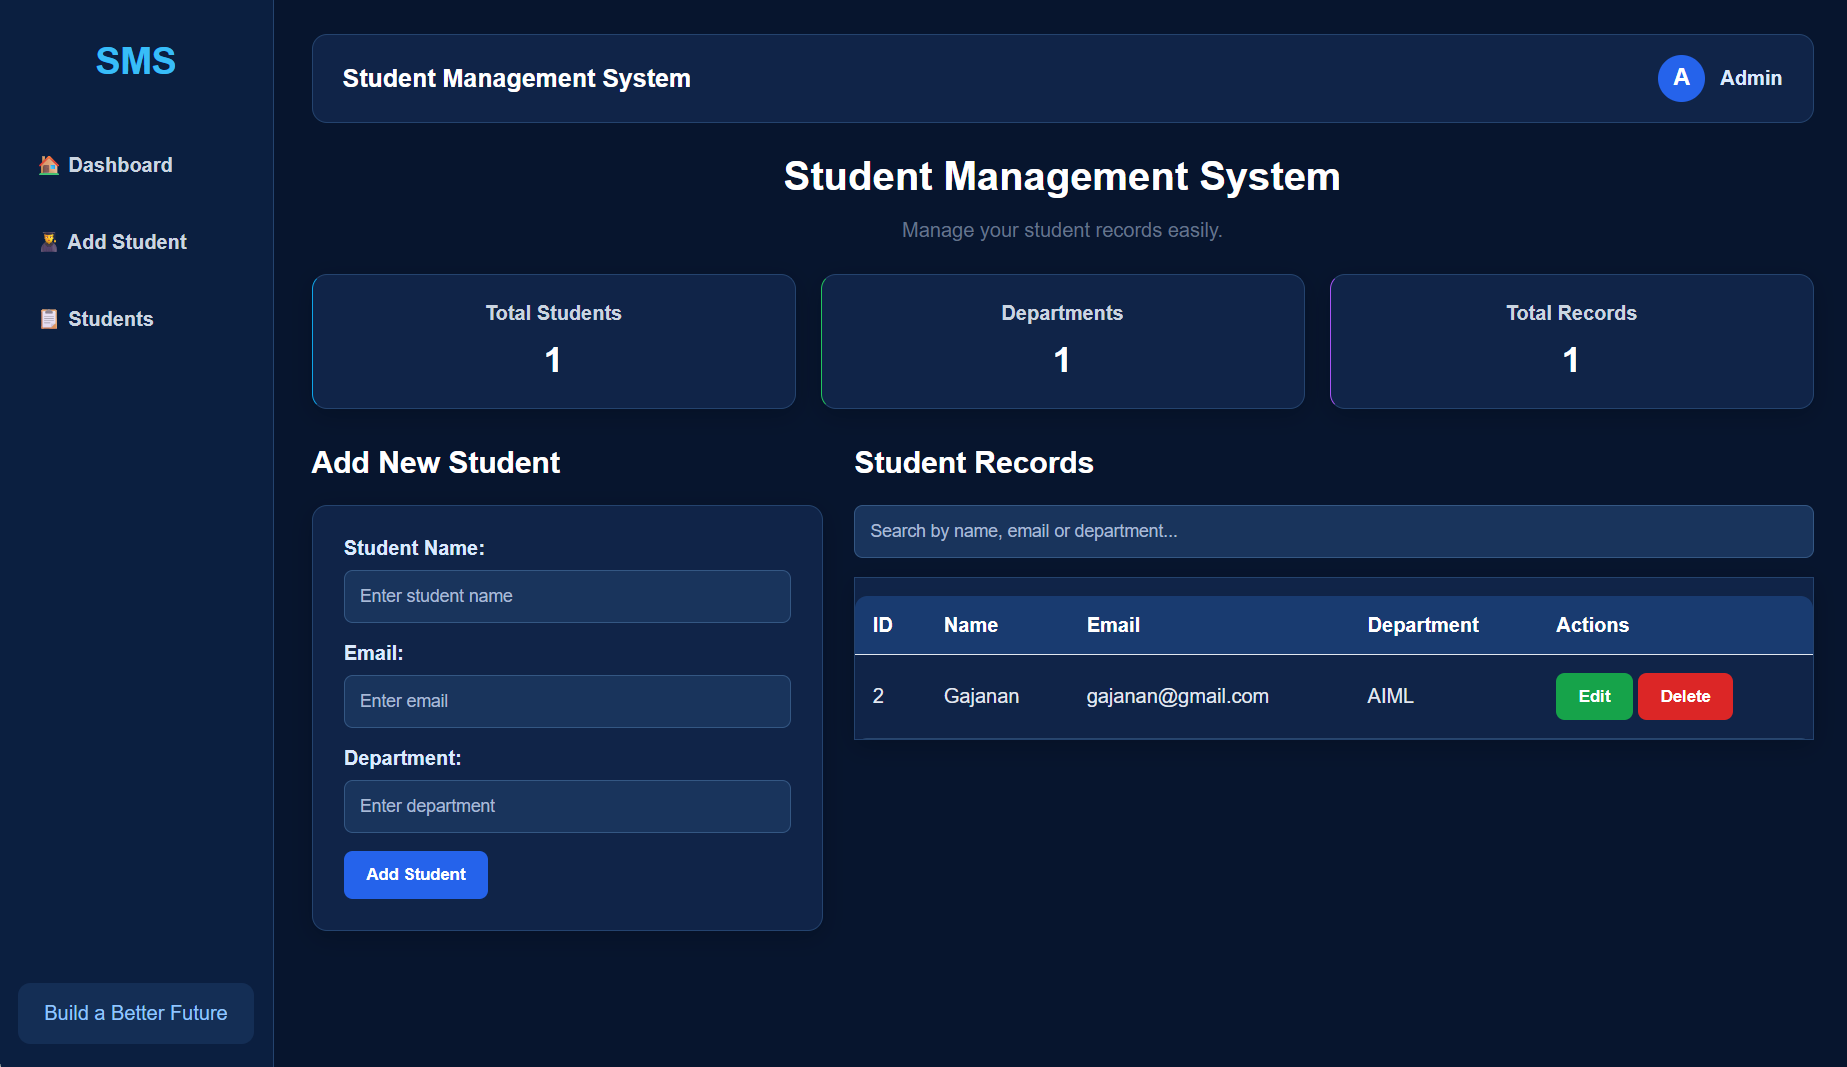 SMS
Dashboard
Add Student
Students
Build a Better Future
Student Management System
A Admin
Student Management System
Manage your student records easily.
Total Students
1
Departments
1
Total Records
1
Add New Student
Student Name:
Enter student name
Email:
Enter email
Department:
Enter department
Add Student
Student Records
Search by name, email or department...
ID Name Email Department Actions
2 Gajanan gajanan@gmail.com AIML Edit Delete